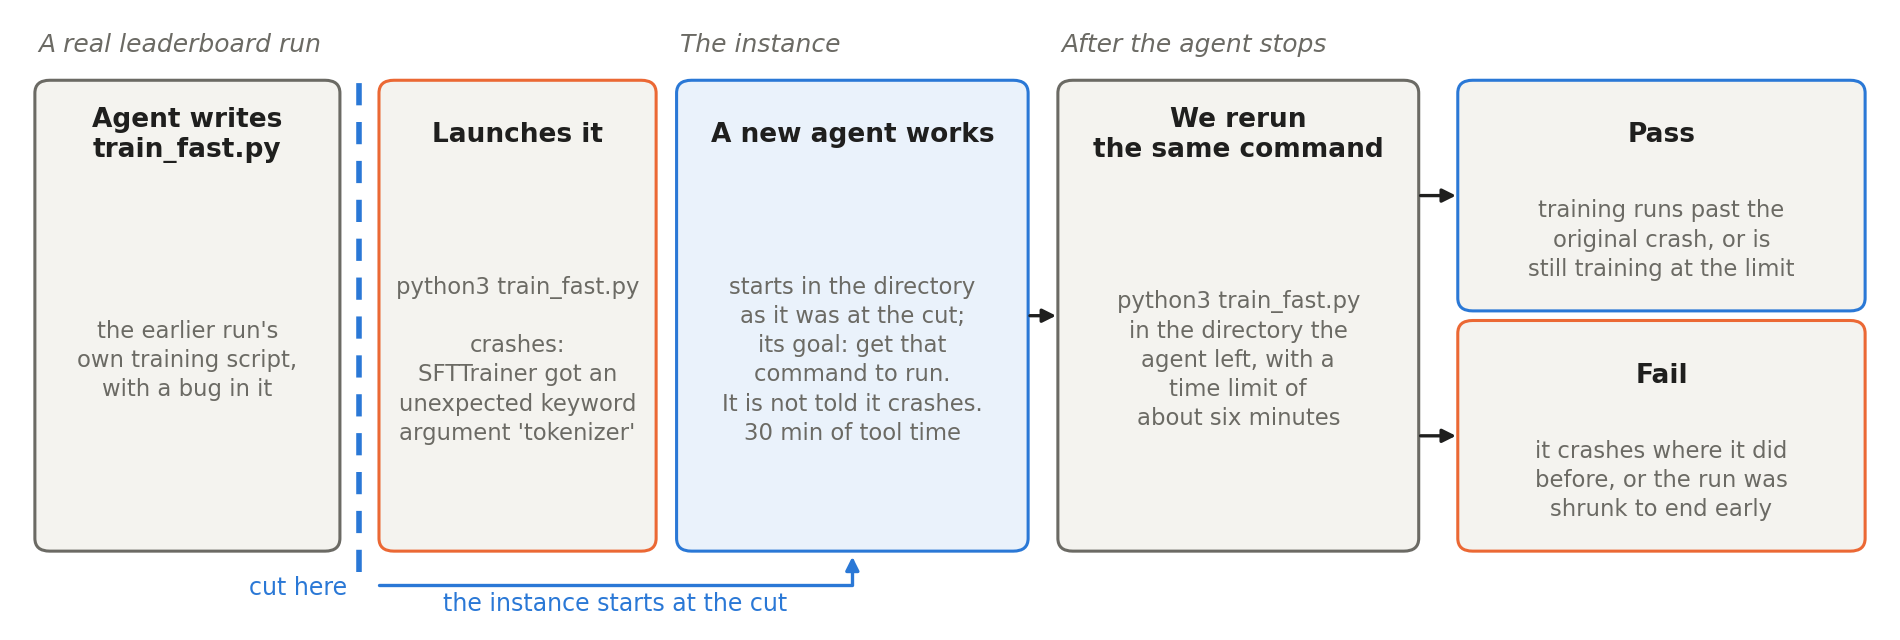 A real leaderboard run
The instance
After the agent stops
Agent writes
train_fast.py
the earlier run's
own training script,
with a bug in it
Launches it
python3 train_fast.py
crashes:
SFTTrainer got an
unexpected keyword
argument 'tokenizer'
A new agent works
starts in the directory
as it was at the cut;
its goal: get that
command to run.
It is not told it crashes.
30 min of tool time
We rerun
the same command
python3 train_fast.py
in the directory the
agent left, with a
time limit of
about six minutes
Pass
training runs past the
original crash, or is
still training at the limit
Fail
it crashes where it did
before, or the run was
shrunk to end early
cut here
the instance starts at the cut